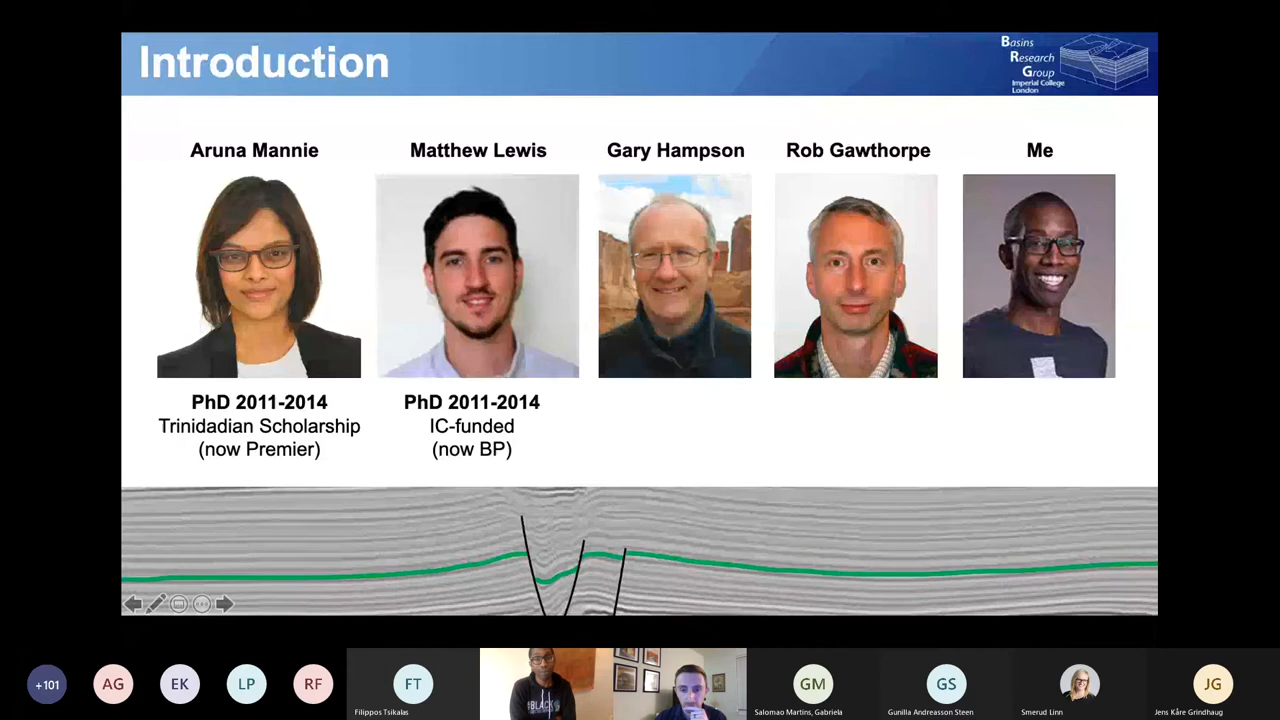 Introduction
Basins
Research
Group
Imperial College
London
Aruna Mannie
Matthew Lewis
Gary Hampson
Rob Gawthorpe
Me
PhD 2011-2014
Trinidadian Scholarship
(now Premier)
PhD 2011-2014
IC-funded
(now BP)
+101
AG
EK
LP
RF
FT
Filippos Tsikalas
BLACK
GM
Salomao Martins, Gabriela
GS
Gunilla Andreasson Steen
Smerud Linn
JG
Jens Kåre Grindhaug